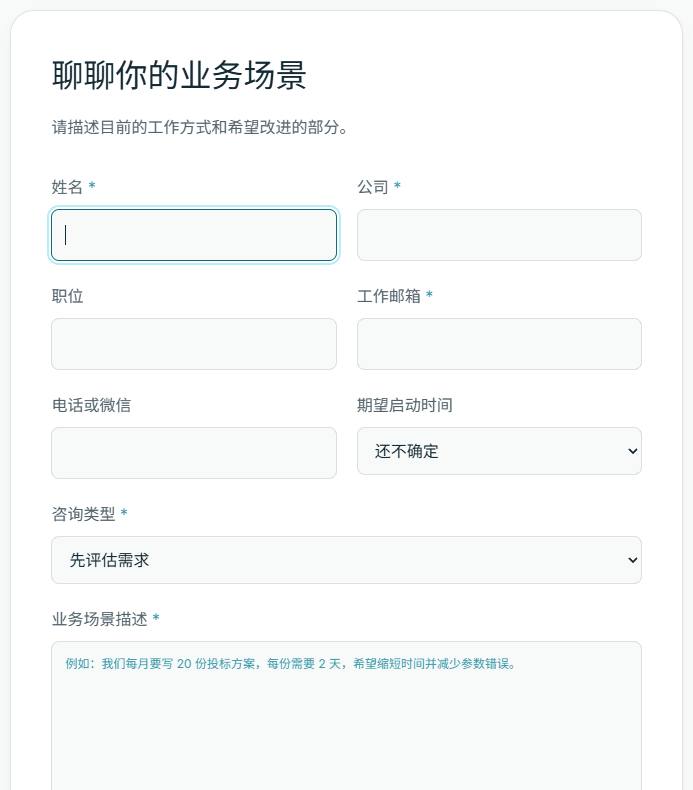 聊聊你的业务场景
请描述目前的工作方式和希望改进的部分。
姓名 *
公司 *
职位
工作邮箱 *
电话或微信
期望启动时间
还不确定
咨询类型 *
先评估需求
业务场景描述 *
例如：我们每月要写 20 份投标方案，每份需要 2 天，希望缩短时间并减少参数错误。